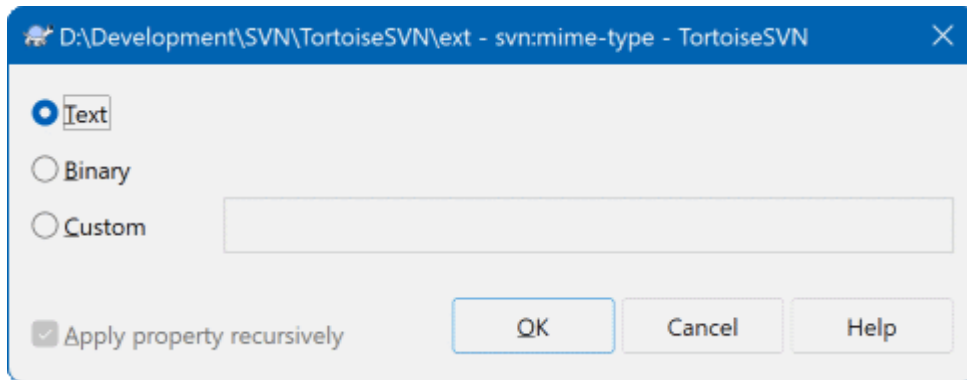 D:\Development\SVN\TortoiseSVN\ext - svn:mime-type - TortoiseSVN
Text
Binary
Custom
Apply property recursively
OK
Cancel
Help